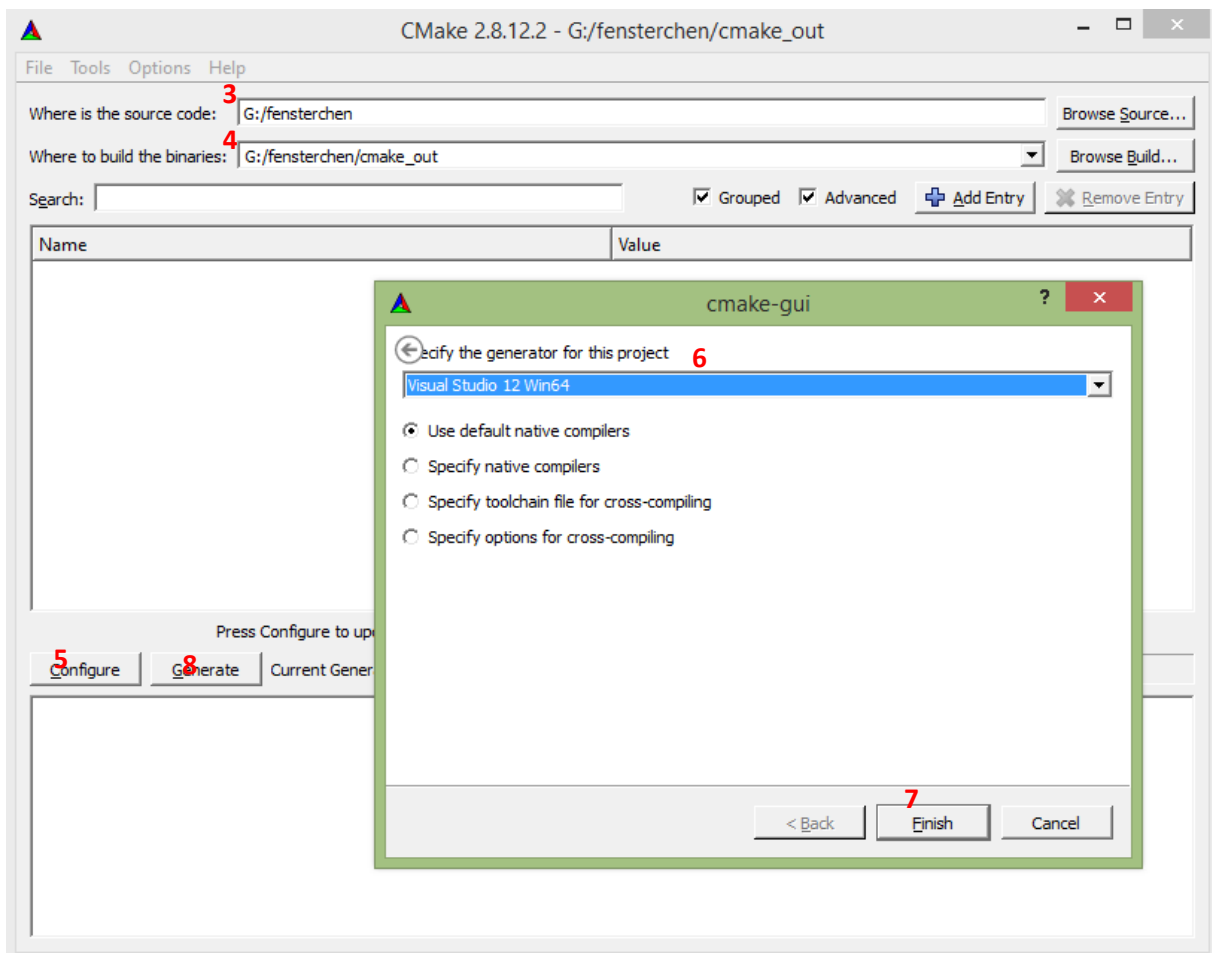 CMake 2.8.12.2 - G:/fensterchen/cmake_out
File Tools Options Help
3
Where is the source code: G:/fensterchen Browse Source...
4
Where to build the binaries: G:/fensterchen/cmake_out Browse Build...
Search: Grouped Advanced Add Entry Remove Entry
Name Value
cmake-gui ?
ecify the generator for this project 6
Visual Studio 12 Win64
Use default native compilers
Specify native compilers
Specify toolchain file for cross-compiling
Specify options for cross-compiling
Press Configure to up
5 8
Configure Generate Current Gener
7
< Back Finish Cancel